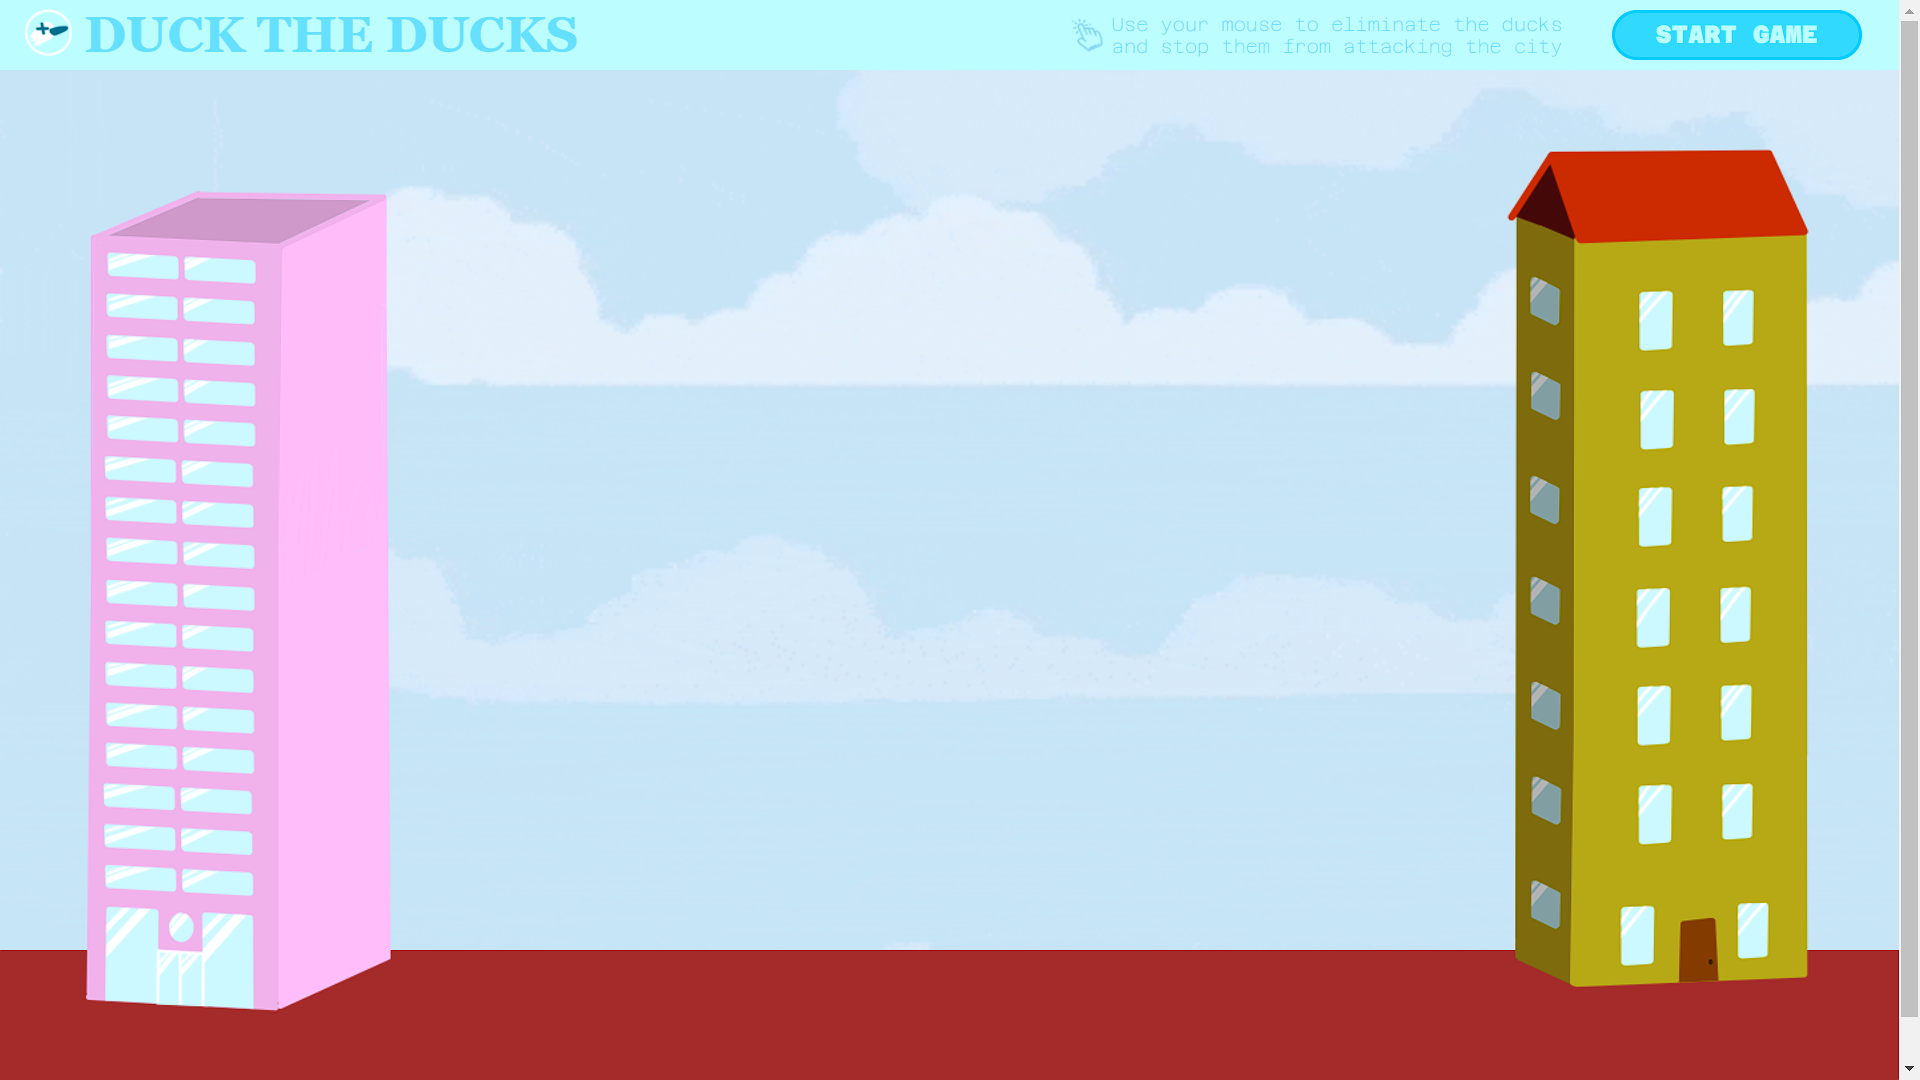 DUCK THE DUCKS
Use your mouse to eliminate the ducks
and stop them from attacking the city
START GAME